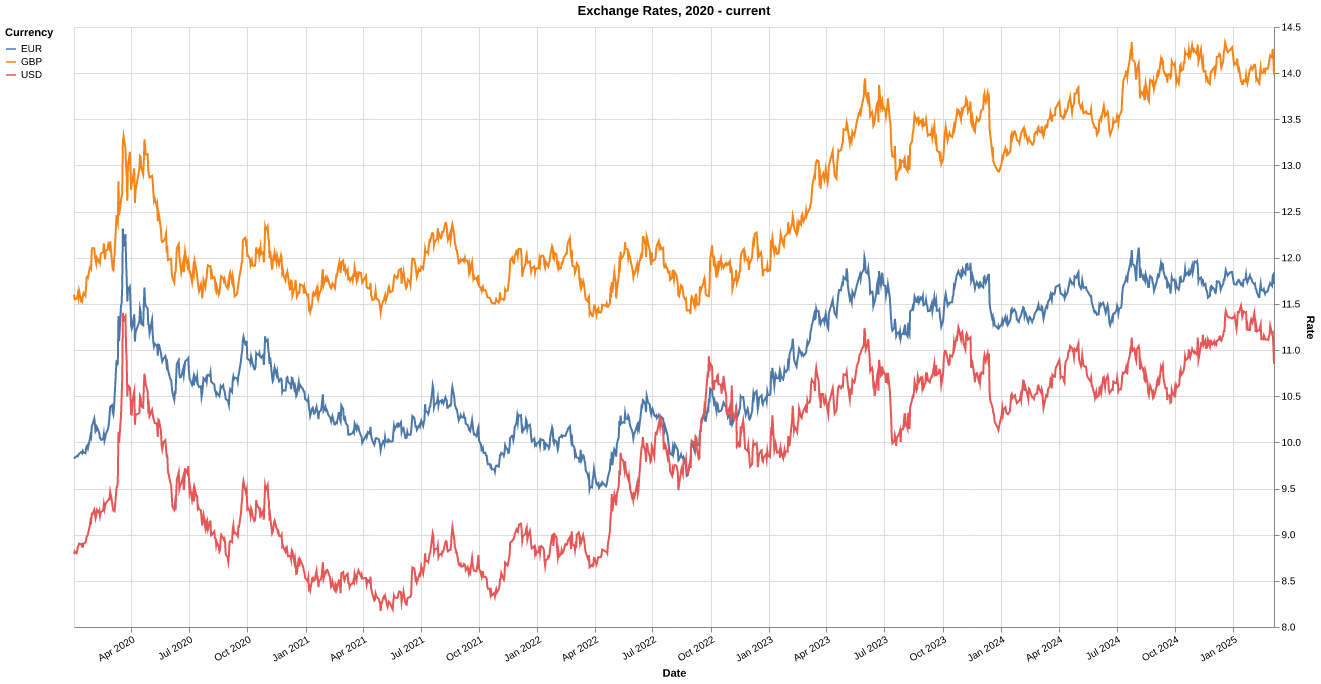 Exchange Rates, 2020 - current
Currency
EUR
GBP
USD
14.5
14.0
13.5
13.0
12.5
12.0
11.5
11.0
10.5
10.0
9.5
9.0
8.5
8.0
Rate
Apr 2020
Jul 2020
Oct 2020
Jan 2021
Apr 2021
Jul 2021
Oct 2021
Jan 2022
Apr 2022
Jul 2022
Oct 2022
Jan 2023
Apr 2023
Jul 2023
Oct 2023
Jan 2024
Apr 2024
Jul 2024
Oct 2024
Jan 2025
Date